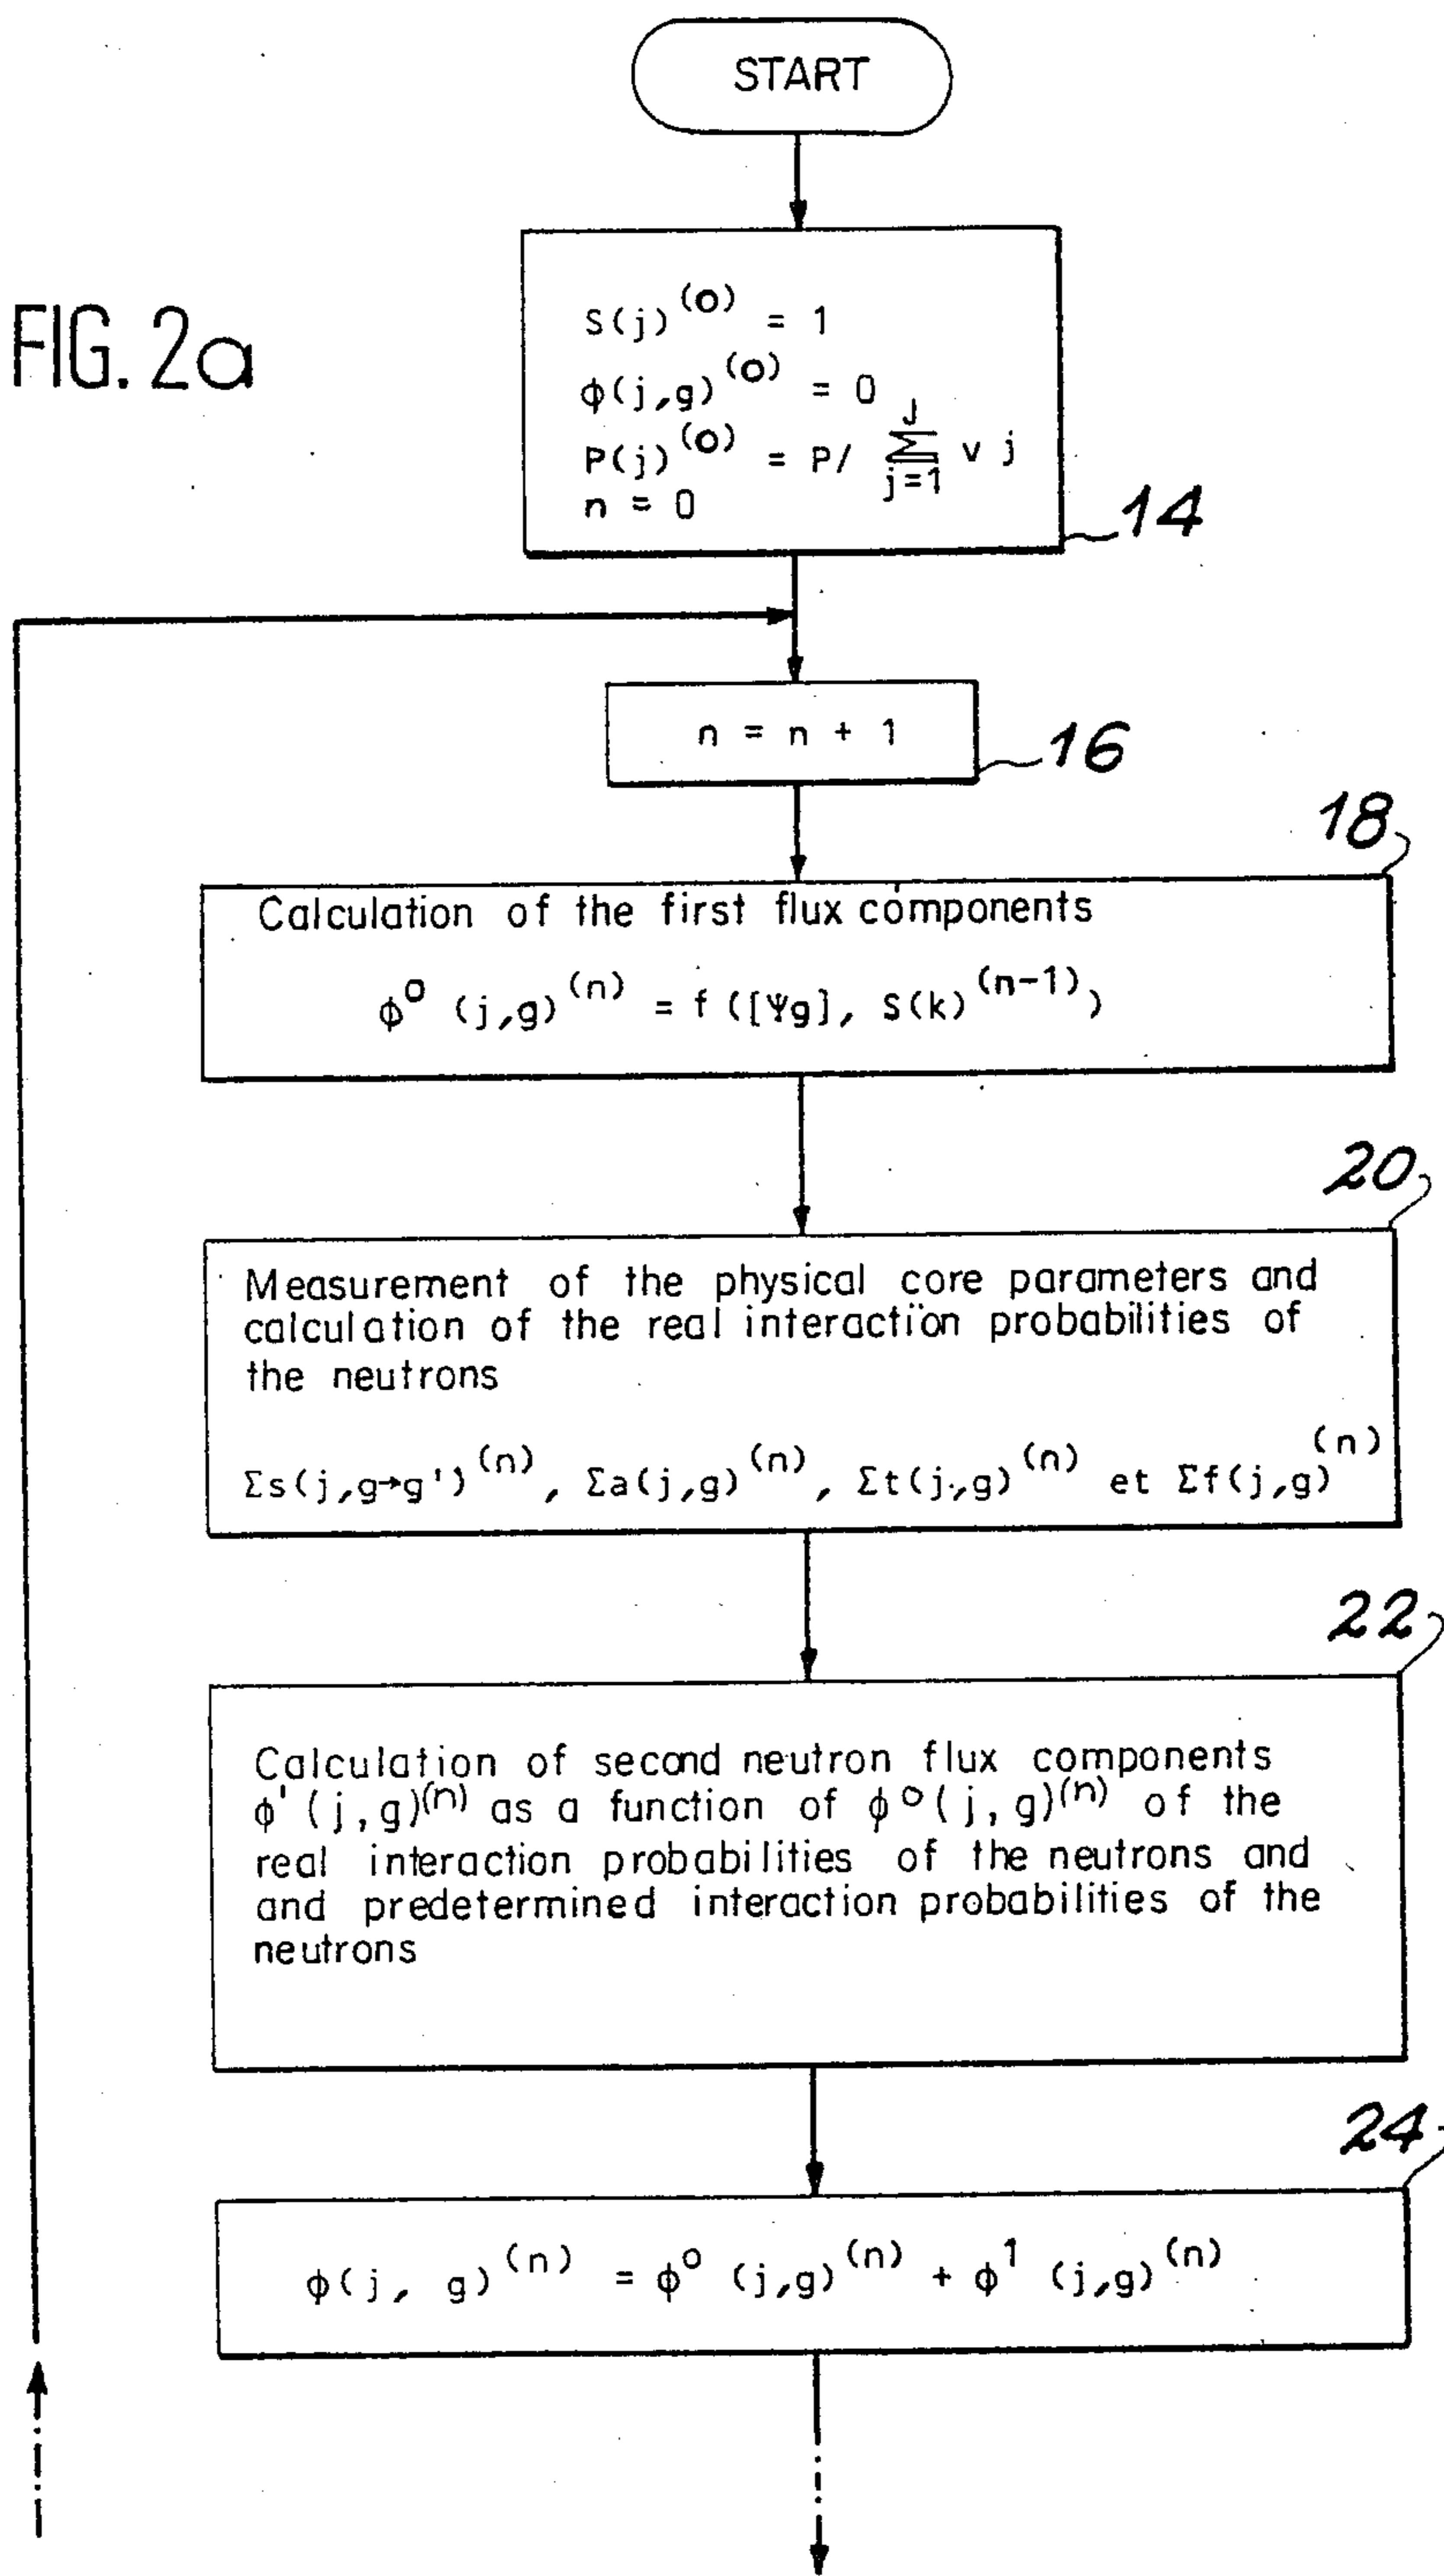 START
FIG. 2a
S(j)^(o) = 1
ϕ(j,g)^(o) = 0
P(j)^(o) = P/ J Σ j=1 v j
n = 0
14
n = n + 1
16
18
Calculation of the first flux components
ϕ^o (j,g)^(n) = f([Ψg], S(k)^(n-1))
20
Measurement of the physical core parameters and
calculation of the real interaction probabilities of
the neutrons
Σs(j,g→g')^(n), Σa(j,g)^(n), Σt(j,g)^(n) et Σf(j,g)^(n)
22
Calculation of second neutron flux components
ϕ'(j,g)^(n) as a function of ϕ^o(j,g)^(n) of the
real interaction probabilities of the neutrons and
and predetermined interaction probabilities of the
neutrons
24
ϕ(j, g)^(n) = ϕ^o (j,g)^(n) + ϕ^1 (j,g)^(n)